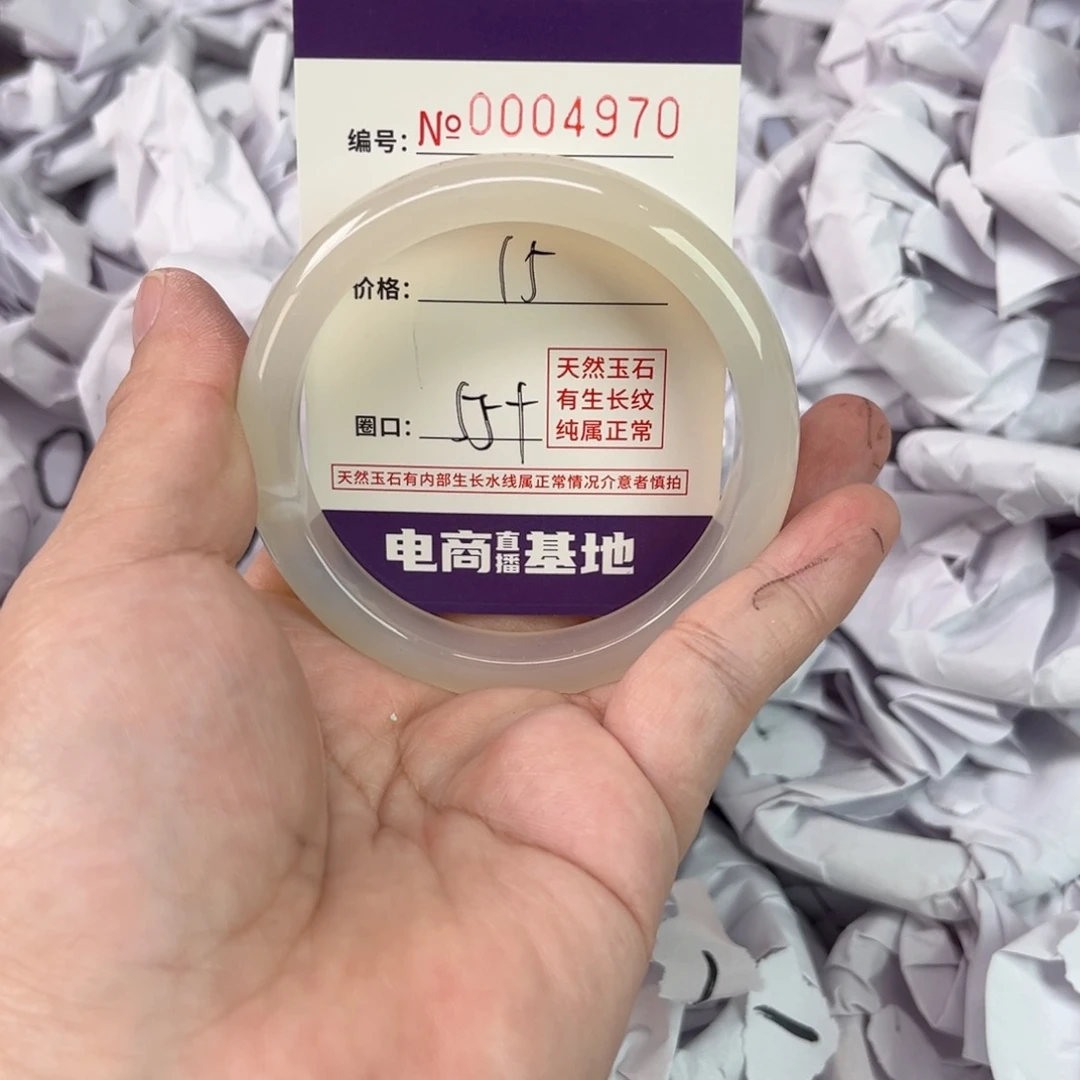 编号: №0004970
价格: 15
圈口: 55+
天然玉石
有生长纹
纯属正常
天然玉石有内部生长水线属正常情况介意者慎拍
电商直播基地